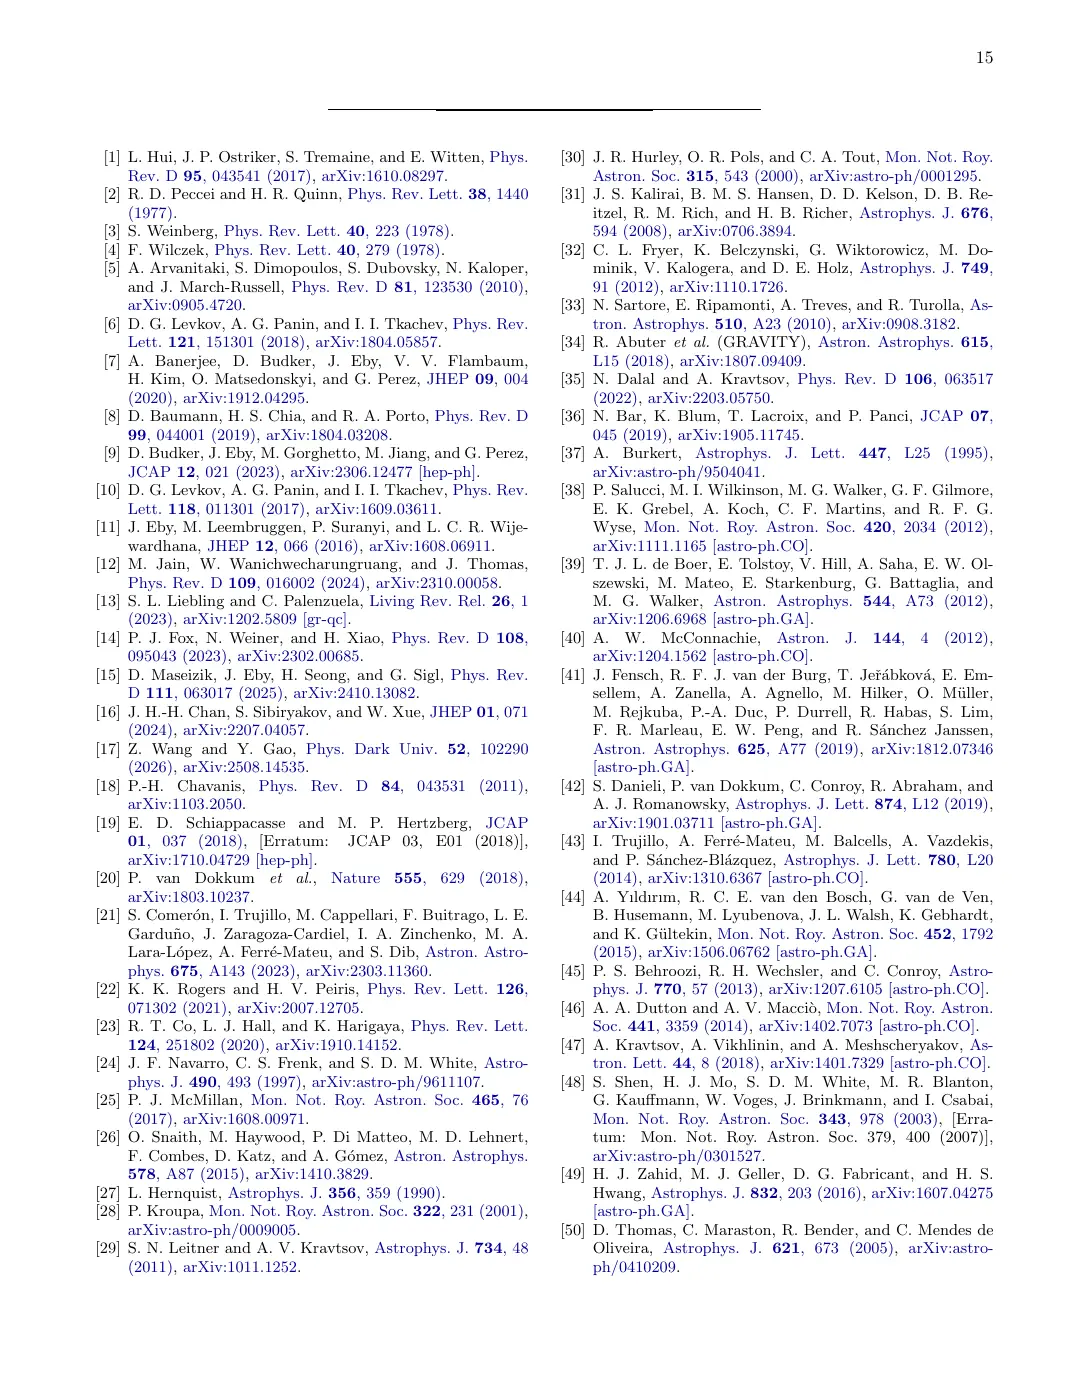 15
[1] L. Hui, J. P. Ostriker, S. Tremaine, and E. Witten, Phys.
Rev. D 95, 043541 (2017), arXiv:1610.08297.
[2] R. D. Peccei and H. R. Quinn, Phys. Rev. Lett. 38, 1440
(1977).
[3] S. Weinberg, Phys. Rev. Lett. 40, 223 (1978).
[4] F. Wilczek, Phys. Rev. Lett. 40, 279 (1978).
[5] A. Arvanitaki, S. Dimopoulos, S. Dubovsky, N. Kaloper,
and J. March-Russell, Phys. Rev. D 81, 123530 (2010),
arXiv:0905.4720.
[6] D. G. Levkov, A. G. Panin, and I. I. Tkachev, Phys. Rev.
Lett. 121, 151301 (2018), arXiv:1804.05857.
[7] A. Banerjee, D. Budker, J. Eby, V. V. Flambaum,
H. Kim, O. Matsedonskyi, and G. Perez, JHEP 09, 004
(2020), arXiv:1912.04295.
[8] D. Baumann, H. S. Chia, and R. A. Porto, Phys. Rev. D
99, 044001 (2019), arXiv:1804.03208.
[9] D. Budker, J. Eby, M. Gorghetto, M. Jiang, and G. Perez,
JCAP 12, 021 (2023), arXiv:2306.12477 [hep-ph].
[10] D. G. Levkov, A. G. Panin, and I. I. Tkachev, Phys. Rev.
Lett. 118, 011301 (2017), arXiv:1609.03611.
[11] J. Eby, M. Leembruggen, P. Suranyi, and L. C. R. Wije-
wardhana, JHEP 12, 066 (2016), arXiv:1608.06911.
[12] M. Jain, W. Wanichwecharungruang, and J. Thomas,
Phys. Rev. D 109, 016002 (2024), arXiv:2310.00058.
[13] S. L. Liebling and C. Palenzuela, Living Rev. Rel. 26, 1
(2023), arXiv:1202.5809 [gr-qc].
[14] P. J. Fox, N. Weiner, and H. Xiao, Phys. Rev. D 108,
095043 (2023), arXiv:2302.00685.
[15] D. Maseizik, J. Eby, H. Seong, and G. Sigl, Phys. Rev.
D 111, 063017 (2025), arXiv:2410.13082.
[16] J. H.-H. Chan, S. Sibiryakov, and W. Xue, JHEP 01, 071
(2024), arXiv:2207.04057.
[17] Z. Wang and Y. Gao, Phys. Dark Univ. 52, 102290
(2026), arXiv:2508.14535.
[18] P.-H. Chavanis, Phys. Rev. D 84, 043531 (2011),
arXiv:1103.2050.
[19] E. D. Schiappacasse and M. P. Hertzberg, JCAP
01, 037 (2018), [Erratum: JCAP 03, E01 (2018)],
arXiv:1710.04729 [hep-ph].
[20] P. van Dokkum et al., Nature 555, 629 (2018),
arXiv:1803.10237.
[21] S. Comerón, I. Trujillo, M. Cappellari, F. Buitrago, L. E.
Garduño, J. Zaragoza-Cardiel, I. A. Zinchenko, M. A.
Lara-López, A. Ferré-Mateu, and S. Dib, Astron. Astro-
phys. 675, A143 (2023), arXiv:2303.11360.
[22] K. K. Rogers and H. V. Peiris, Phys. Rev. Lett. 126,
071302 (2021), arXiv:2007.12705.
[23] R. T. Co, L. J. Hall, and K. Harigaya, Phys. Rev. Lett.
124, 251802 (2020), arXiv:1910.14152.
[24] J. F. Navarro, C. S. Frenk, and S. D. M. White, Astro-
phys. J. 490, 493 (1997), arXiv:astro-ph/9611107.
[25] P. J. McMillan, Mon. Not. Roy. Astron. Soc. 465, 76
(2017), arXiv:1608.00971.
[26] O. Snaith, M. Haywood, P. Di Matteo, M. D. Lehnert,
F. Combes, D. Katz, and A. Gómez, Astron. Astrophys.
578, A87 (2015), arXiv:1410.3829.
[27] L. Hernquist, Astrophys. J. 356, 359 (1990).
[28] P. Kroupa, Mon. Not. Roy. Astron. Soc. 322, 231 (2001),
arXiv:astro-ph/0009005.
[29] S. N. Leitner and A. V. Kravtsov, Astrophys. J. 734, 48
(2011), arXiv:1011.1252.
[30] J. R. Hurley, O. R. Pols, and C. A. Tout, Mon. Not. Roy.
Astron. Soc. 315, 543 (2000), arXiv:astro-ph/0001295.
[31] J. S. Kalirai, B. M. S. Hansen, D. D. Kelson, D. B. Re-
itzel, R. M. Rich, and H. B. Richer, Astrophys. J. 676,
594 (2008), arXiv:0706.3894.
[32] C. L. Fryer, K. Belczynski, G. Wiktorowicz, M. Do-
minik, V. Kalogera, and D. E. Holz, Astrophys. J. 749,
91 (2012), arXiv:1110.1726.
[33] N. Sartore, E. Ripamonti, A. Treves, and R. Turolla, As-
tron. Astrophys. 510, A23 (2010), arXiv:0908.3182.
[34] R. Abuter et al. (GRAVITY), Astron. Astrophys. 615,
L15 (2018), arXiv:1807.09409.
[35] N. Dalal and A. Kravtsov, Phys. Rev. D 106, 063517
(2022), arXiv:2203.05750.
[36] N. Bar, K. Blum, T. Lacroix, and P. Panci, JCAP 07,
045 (2019), arXiv:1905.11745.
[37] A. Burkert, Astrophys. J. Lett. 447, L25 (1995),
arXiv:astro-ph/9504041.
[38] P. Salucci, M. I. Wilkinson, M. G. Walker, G. F. Gilmore,
E. K. Grebel, A. Koch, C. F. Martins, and R. F. G.
Wyse, Mon. Not. Roy. Astron. Soc. 420, 2034 (2012),
arXiv:1111.1165 [astro-ph.CO].
[39] T. J. L. de Boer, E. Tolstoy, V. Hill, A. Saha, E. W. Ol-
szewski, M. Mateo, E. Starkenburg, G. Battaglia, and
M. G. Walker, Astron. Astrophys. 544, A73 (2012),
arXiv:1206.6968 [astro-ph.GA].
[40] A. W. McConnachie, Astron. J. 144, 4 (2012),
arXiv:1204.1562 [astro-ph.CO].
[41] J. Fensch, R. F. J. van der Burg, T. Jeřábková, E. Em-
sellem, A. Zanella, A. Agnello, M. Hilker, O. Müller,
M. Rejkuba, P.-A. Duc, P. Durrell, R. Habas, S. Lim,
F. R. Marleau, E. W. Peng, and R. Sánchez Janssen,
Astron. Astrophys. 625, A77 (2019), arXiv:1812.07346
[astro-ph.GA].
[42] S. Danieli, P. van Dokkum, C. Conroy, R. Abraham, and
A. J. Romanowsky, Astrophys. J. Lett. 874, L12 (2019),
arXiv:1901.03711 [astro-ph.GA].
[43] I. Trujillo, A. Ferré-Mateu, M. Balcells, A. Vazdekis,
and P. Sánchez-Blázquez, Astrophys. J. Lett. 780, L20
(2014), arXiv:1310.6367 [astro-ph.CO].
[44] A. Yıldırım, R. C. E. van den Bosch, G. van de Ven,
B. Husemann, M. Lyubenova, J. L. Walsh, K. Gebhardt,
and K. Gültekin, Mon. Not. Roy. Astron. Soc. 452, 1792
(2015), arXiv:1506.06762 [astro-ph.GA].
[45] P. S. Behroozi, R. H. Wechsler, and C. Conroy, Astro-
phys. J. 770, 57 (2013), arXiv:1207.6105 [astro-ph.CO].
[46] A. A. Dutton and A. V. Macciò, Mon. Not. Roy. Astron.
Soc. 441, 3359 (2014), arXiv:1402.7073 [astro-ph.CO].
[47] A. Kravtsov, A. Vikhlinin, and A. Meshscheryakov, As-
tron. Lett. 44, 8 (2018), arXiv:1401.7329 [astro-ph.CO].
[48] S. Shen, H. J. Mo, S. D. M. White, M. R. Blanton,
G. Kauffmann, W. Voges, J. Brinkmann, and I. Csabai,
Mon. Not. Roy. Astron. Soc. 343, 978 (2003), [Erra-
tum: Mon. Not. Roy. Astron. Soc. 379, 400 (2007)],
arXiv:astro-ph/0301527.
[49] H. J. Zahid, M. J. Geller, D. G. Fabricant, and H. S.
Hwang, Astrophys. J. 832, 203 (2016), arXiv:1607.04275
[astro-ph.GA].
[50] D. Thomas, C. Maraston, R. Bender, and C. Mendes de
Oliveira, Astrophys. J. 621, 673 (2005), arXiv:astro-
ph/0410209.